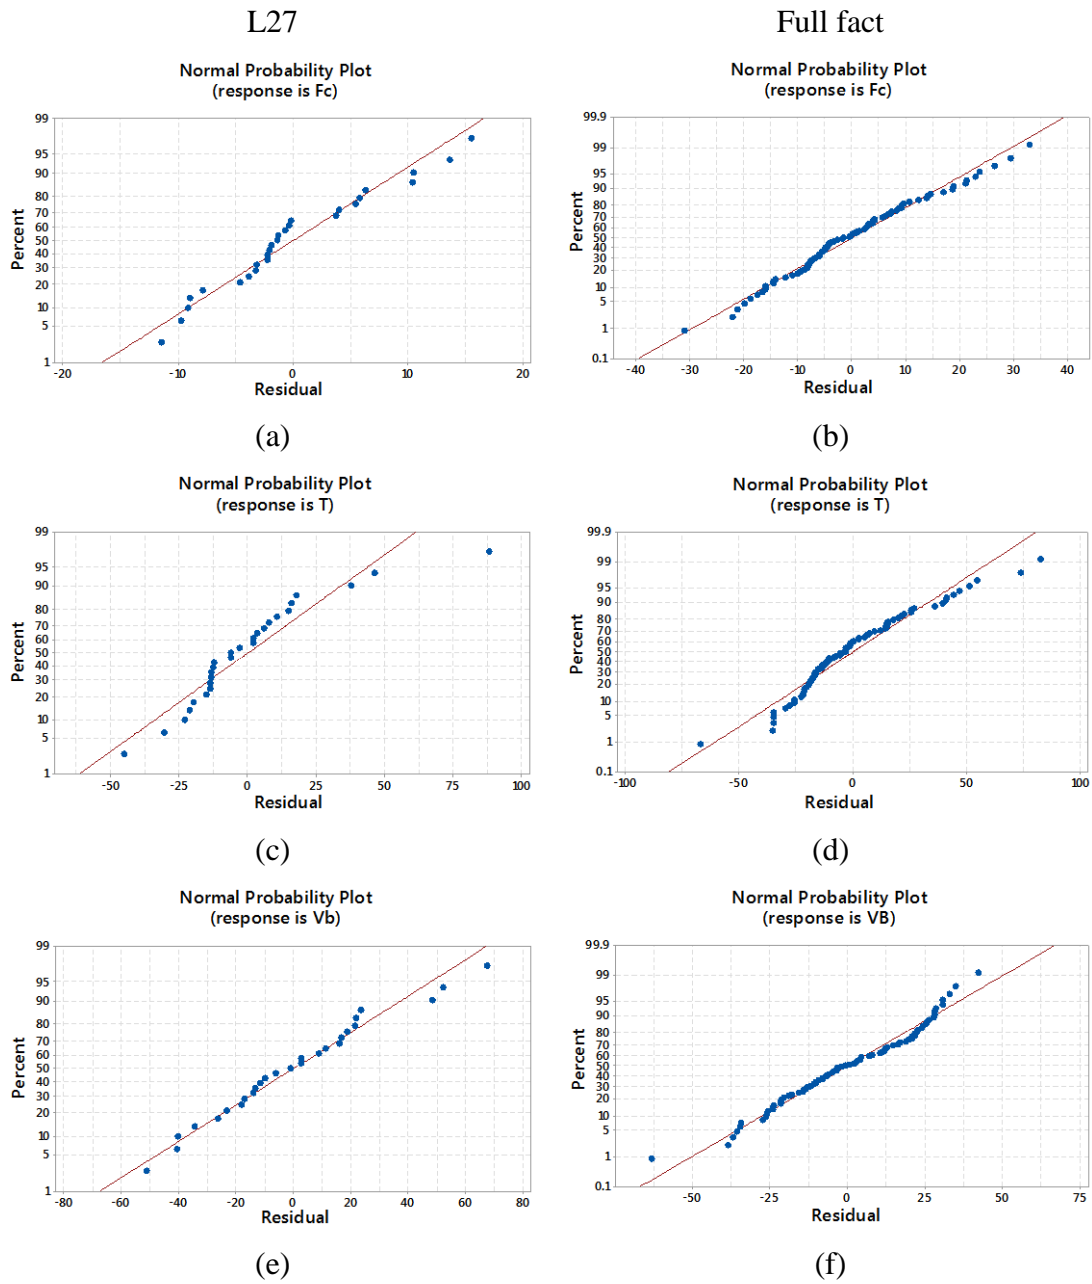 L27
Full fact
Normal Probability Plot
(response is Fc)
99
95
90
80
70
60
50
40
30
20
10
5
1
Percent
-20 -10 0 10 20
Residual
(a)
Normal Probability Plot
(response is Fc)
99.9
99
95
90
80
70
60
50
40
30
20
10
5
1
0.1
Percent
-40 -30 -20 -10 0 10 20 30 40
Residual
(b)
Normal Probability Plot
(response is T)
99
95
90
80
70
60
50
40
30
20
10
5
1
Percent
-50 -25 0 25 50 75 100
Residual
(c)
Normal Probability Plot
(response is T)
99.9
99
95
90
80
70
60
50
40
30
20
10
5
1
0.1
Percent
-100 -50 0 50 100
Residual
(d)
Normal Probability Plot
(response is Vb)
99
95
90
80
70
60
50
40
30
20
10
5
1
Percent
-80 -60 -40 -20 0 20 40 60 80
Residual
(e)
Normal Probability Plot
(response is VB)
99.9
99
95
90
80
70
60
50
40
30
20
10
5
1
0.1
Percent
-50 -25 0 25 50 75
Residual
(f)